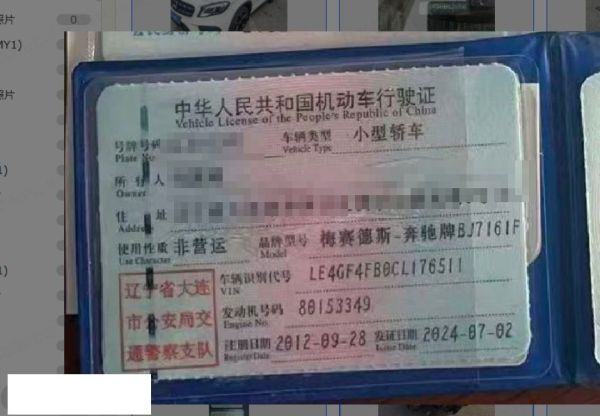 照片
0
MY1)
照片
中华人民共和国机动车行驶证
Vehicle License of the People's Republic of China
号牌号码
Plate No.
车辆类型 小型轿车
Vehicle Type
所有人
Owner
住址
使用性质 非营运
Use Character
品牌型号 梅赛德斯-奔驰牌BJ7161F
Model
辽宁省大连
市公安局交
通警察支队
车辆识别代号 LE4GF4FB0CL176511
VIN
发动机号码 80153349
Engine No.
注册日期 2012-09-28
Register Date
发证日期 2024-07-02
Issue Date